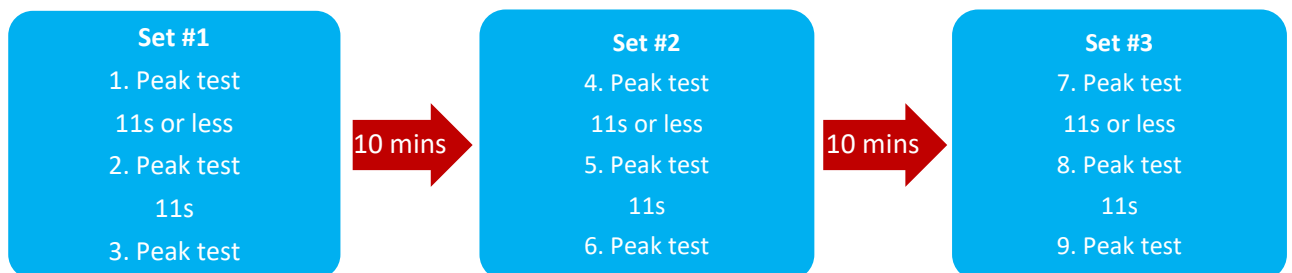 Set #1
1. Peak test
11s or less
2. Peak test
11s
3. Peak test
10 mins
Set #2
4. Peak test
11s or less
5. Peak test
11s
6. Peak test
10 mins
Set #3
7. Peak test
11s or less
8. Peak test
11s
9. Peak test